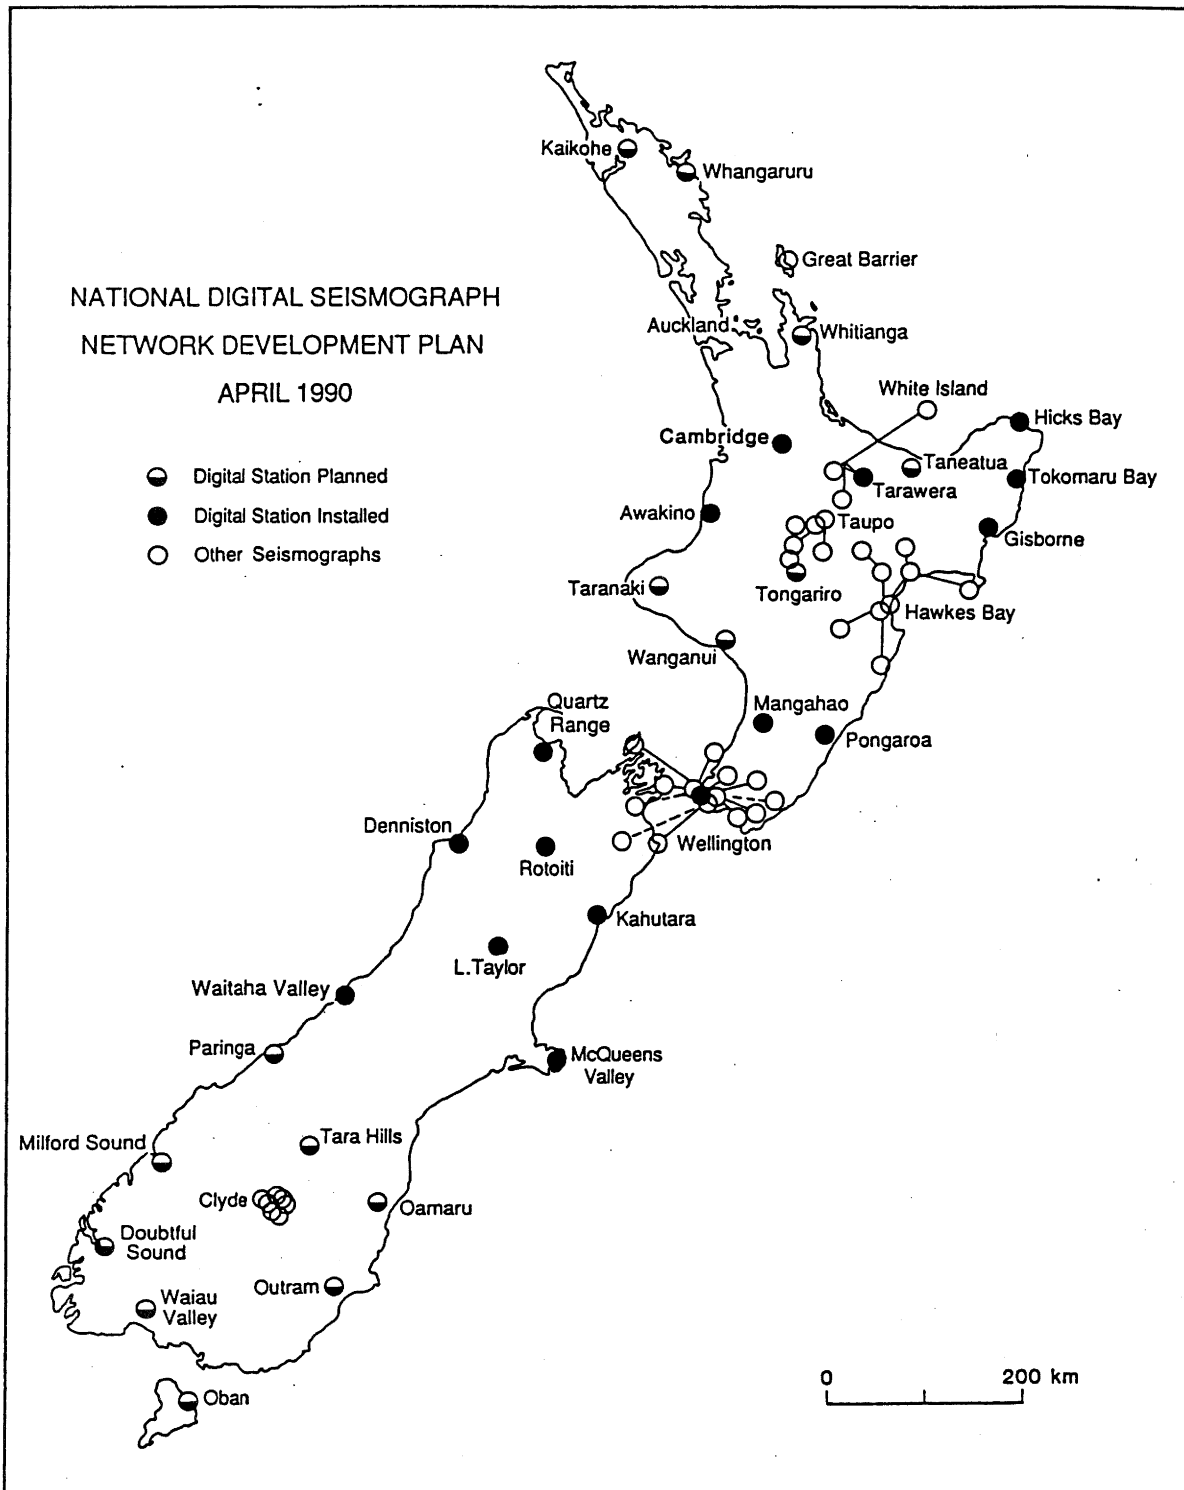 Kaikohe
Whangaruru
Great Barrier
NATIONAL DIGITAL SEISMOGRAPH
NETWORK DEVELOPMENT PLAN
APRIL 1990
Auckland
Whitianga
White Island
Hicks Bay
Cambridge
Taneatua
Digital Station Planned
Tokomaru Bay
Tarawera
Digital Station Installed
Awakino
Taupo
Gisborne
Other Seismographs
Taranaki
Tongariro
Hawkes Bay
Wanganui
Quartz
Range
Mangahao
Pongaroa
Denniston
Wellington
Rotoiti
Kahutara
L.Taylor
Waitaha Valley
Paringa
McQueens
Valley
Milford Sound
Tara Hills
Clyde
Oamaru
Doubtful
Sound
Outram
Waiau
Valley
0
200 km
Oban